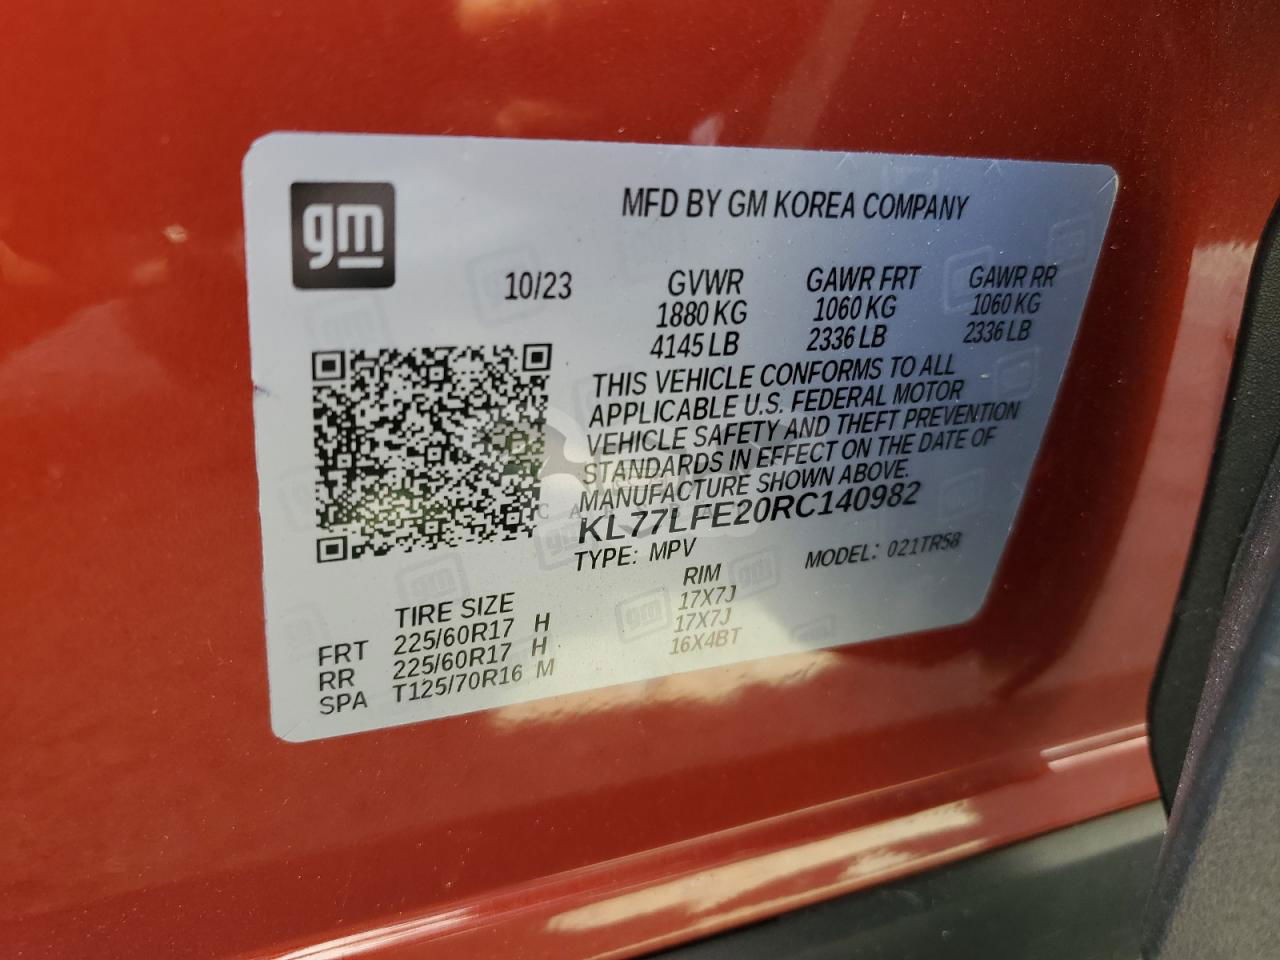 gm
MFD BY GM KOREA COMPANY
10/23 GVWR GAWR FRT GAWR RR
1880 KG 1060 KG 1060 KG
4145 LB 2336 LB 2336 LB
THIS VEHICLE CONFORMS TO ALL
APPLICABLE U.S. FEDERAL MOTOR
VEHICLE SAFETY AND THEFT PREVENTION
STANDARDS IN EFFECT ON THE DATE OF
MANUFACTURE SHOWN ABOVE.
KL77LFE20RC140982
TYPE: MPV MODEL: 021TR58
TIRE SIZE RIM
FRT 225/60R17 H 17X7J
RR 225/60R17 H 17X7J
SPA T125/70R16 M 16X4BT